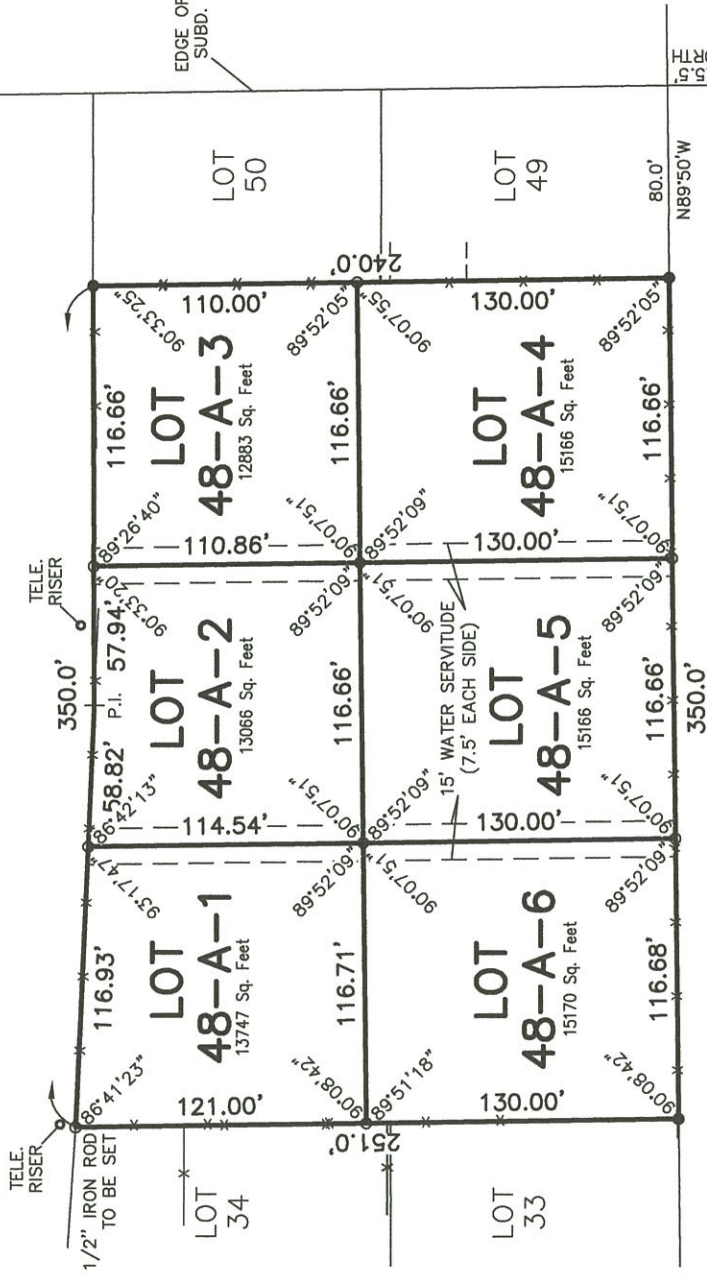 EDGE OF
SUBD.
TELE.
RISER
1/2" IRON ROD
TO BE SET
TELE.
RISER
350.0'
116.93'
58.82'
P.I.
57.94'
116.66'
86°41'23"
93°17'47"
86°42'13"
90°33'20"
89°26'40"
90°33'25"
LOT
34
LOT
48-A-1
13747 Sq. Feet
LOT
48-A-2
13066 Sq. Feet
LOT
48-A-3
12883 Sq. Feet
LOT
50
121.00'
114.54'
110.86'
110.00'
90°08'42"
89°52'09"
90°07'51"
89°52'09"
90°07'51"
89°52'05"
116.71'
116.66'
116.66'
251.0'
240.0'
89°51'18"
90°07'51"
89°52'09"
90°07'51"
89°52'09"
90°07'55"
15' WATER SERVITUDE
(7.5' EACH SIDE)
LOT
33
LOT
48-A-6
15170 Sq. Feet
LOT
48-A-5
15166 Sq. Feet
LOT
48-A-4
15166 Sq. Feet
LOT
49
130.00'
130.00'
130.00'
130.00'
90°08'42"
89°52'09"
90°07'51"
89°52'09"
90°07'51"
89°52'05"
116.68'
116.66'
116.66'
80.0'
350.0'
N89°50'W